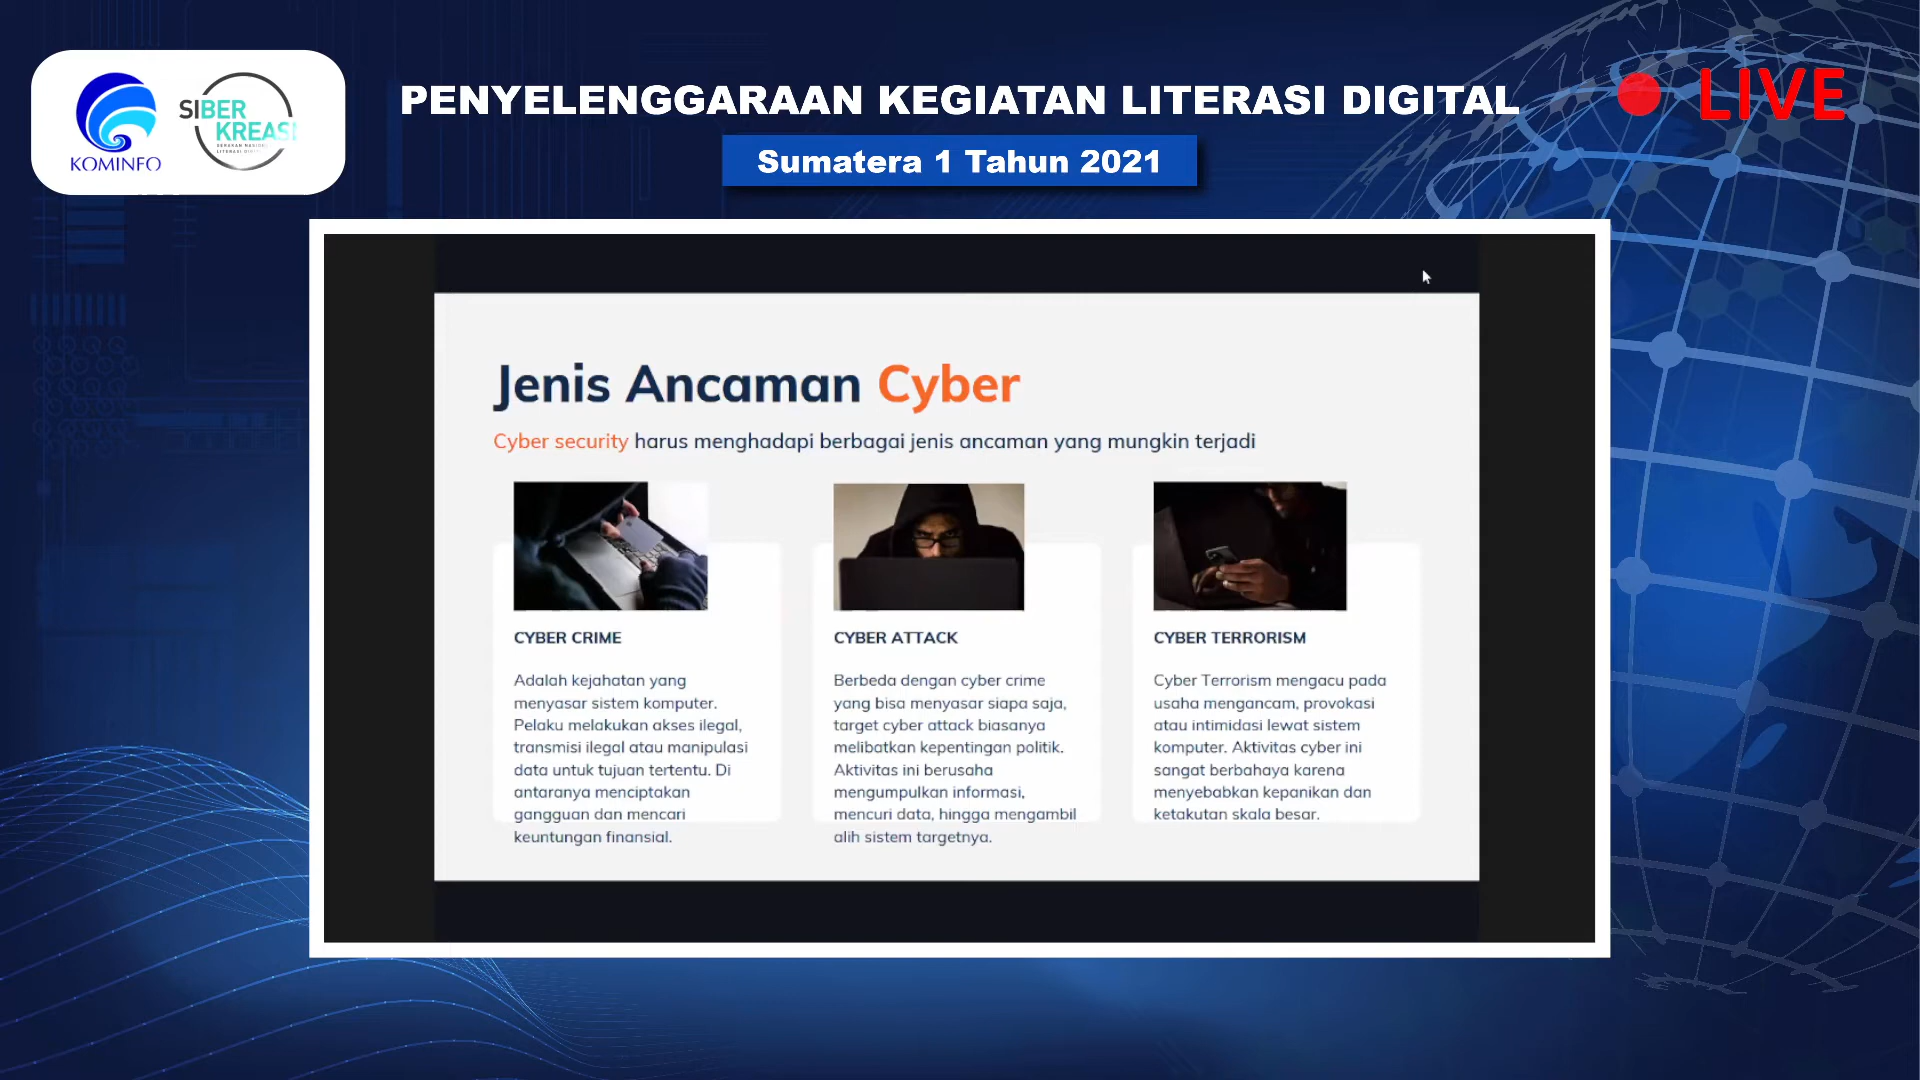 KOMINFO
SIBER
KREASI
GERAKAN NASIONAL
LITERASI DIGITAL
PENYELENGGARAAN KEGIATAN LITERASI DIGITAL
Sumatera 1 Tahun 2021
LIVE
Jenis Ancaman Cyber
Cyber security harus menghadapi berbagai jenis ancaman yang mungkin terjadi
CYBER CRIME
Adalah kejahatan yang
menyasar sistem komputer.
Pelaku melakukan akses ilegal,
transmisi ilegal atau manipulasi
data untuk tujuan tertentu. Di
antaranya menciptakan
gangguan dan mencari
keuntungan finansial.
CYBER ATTACK
Berbeda dengan cyber crime
yang bisa menyasar siapa saja,
target cyber attack biasanya
melibatkan kepentingan politik.
Aktivitas ini berusaha
mengumpulkan informasi,
mencuri data, hingga mengambil
alih sistem targetnya.
CYBER TERRORISM
Cyber Terrorism mengacu pada
usaha mengancam, provokasi
atau intimidasi lewat sistem
komputer. Aktivitas cyber ini
sangat berbahaya karena
menyebabkan kepanikan dan
ketakutan skala besar.